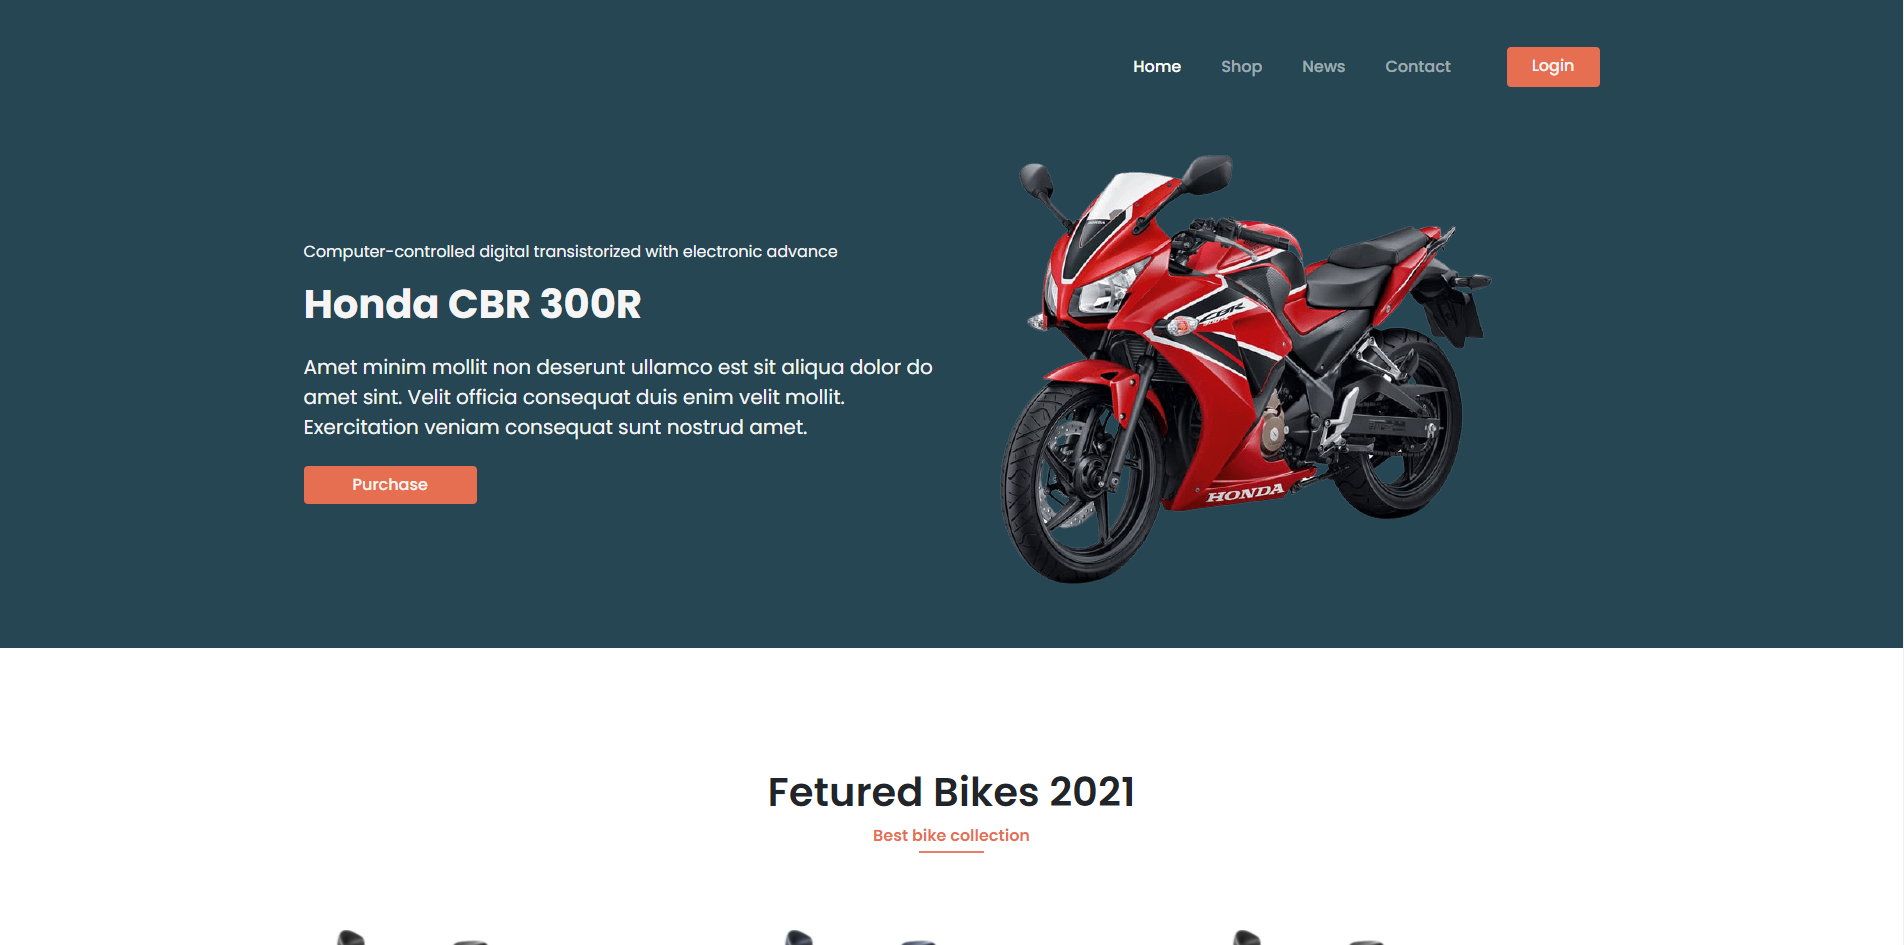 Home Shop News Contact Login
Computer-controlled digital transistorized with electronic advance
Honda CBR 300R
Amet minim mollit non deserunt ullamco est sit aliqua dolor do
amet sint. Velit officia consequat duis enim velit mollit.
Exercitation veniam consequat sunt nostrud amet.
Purchase
CBR
HONDA
Fetured Bikes 2021
Best bike collection